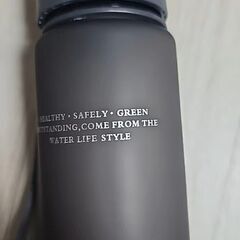 HEALTHY · SAFELY · GREEN
OUTSTANDING,COME FROM THE
WATER LIFE STYLE